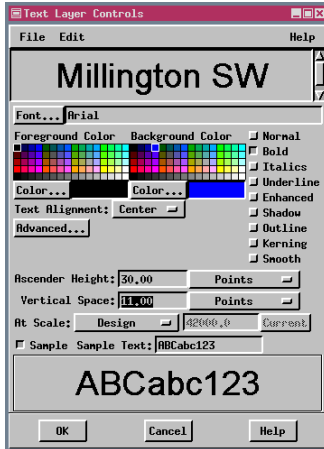 Text Layer Controls
File Edit Help
Millington SW
Font... Arial
Foreground Color Background Color
Normal
Bold
Italics
Underline
Enhanced
Shadow
Outline
Kerning
Smooth
Color... Color...
Text Alignment: Center
Advanced...
Ascender Height: 30.00 Points
Vertical Space: 11.00 Points
At Scale: Design 42000.0 Current
Sample Sample Text: ABCabc123
ABCabc123
OK Cancel Help